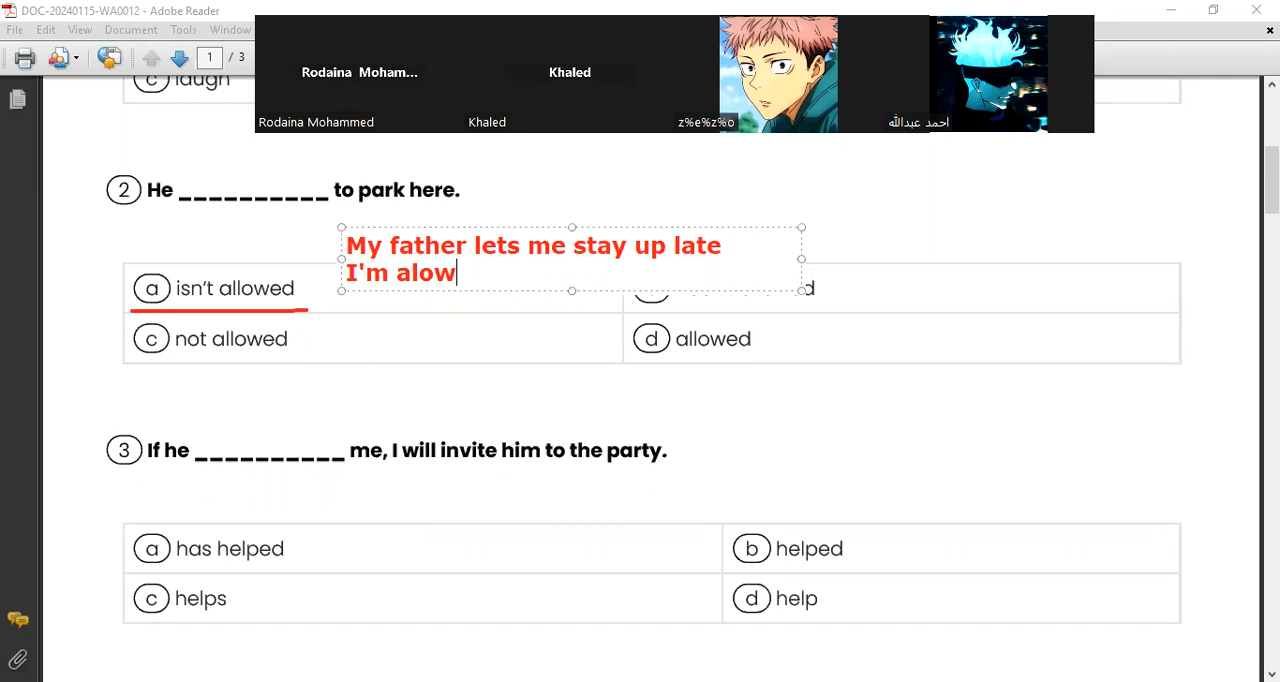 DOC-20240115-WA0012 - Adobe Reader
File Edit View Document Tools Window
1 / 3
Rodaina Moham...
Khaled
Rodaina Mohammed
Khaled
z%e%z%o
احمد عبدالله
c laugh
2 He __________ to park here.
My father lets me stay up late
I'm alow
a isn't allowed
c not allowed
d allowed
3 If he __________ me, I will invite him to the party.
a has helped
b helped
c helps
d help